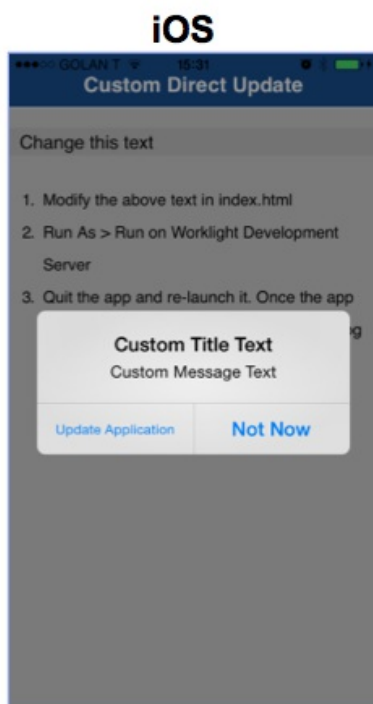 iOS
GOLAN T 15:31
Custom Direct Update
Change this text
1. Modify the above text in index.html
2. Run As > Run on Worklight Development
Server
3. Quit the app and re-launch it. Once the app
Custom Title Text
Custom Message Text
Update Application Not Now